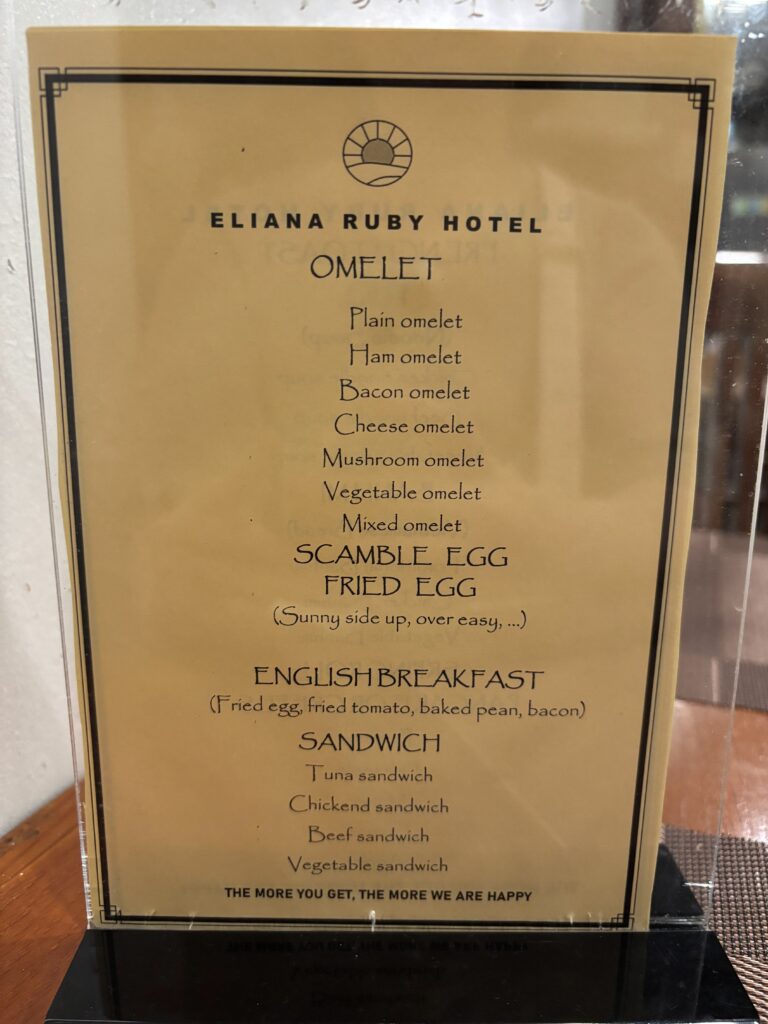 ELIANA RUBY HOTEL
OMELET
Plain omelet
Ham omelet
Bacon omelet
Cheese omelet
Mushroom omelet
Vegetable omelet
Mixed omelet
SCAMBLE EGG
FRIED EGG
(Sunny side up, over easy, ...)
ENGLISH BREAKFAST
(Fried egg, fried tomato, baked pean, bacon)
SANDWICH
Tuna sandwich
Chickend sandwich
Beef sandwich
Vegetable sandwich
THE MORE YOU GET, THE MORE WE ARE HAPPY